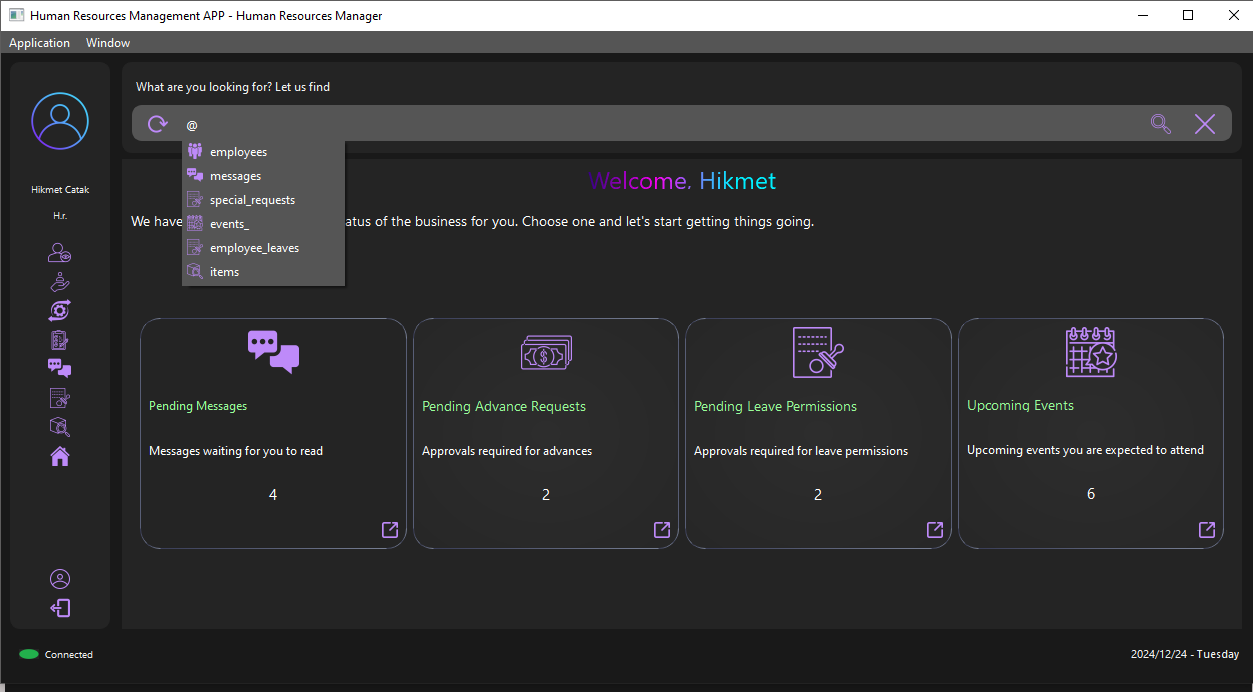 Human Resources Management APP - Human Resources Manager
Application Window
Hikmet Catak
H.r.
What are you looking for? Let us find
@
employees
messages
special_requests
events_
employee_leaves
items
Welcome, Hikmet
We have atus of the business for you. Choose one and let's start getting things going.
Pending Messages
Messages waiting for you to read
4
Pending Advance Requests
Approvals required for advances
2
Pending Leave Permissions
Approvals required for leave permissions
2
Upcoming Events
Upcoming events you are expected to attend
6
Connected
2024/12/24 - Tuesday